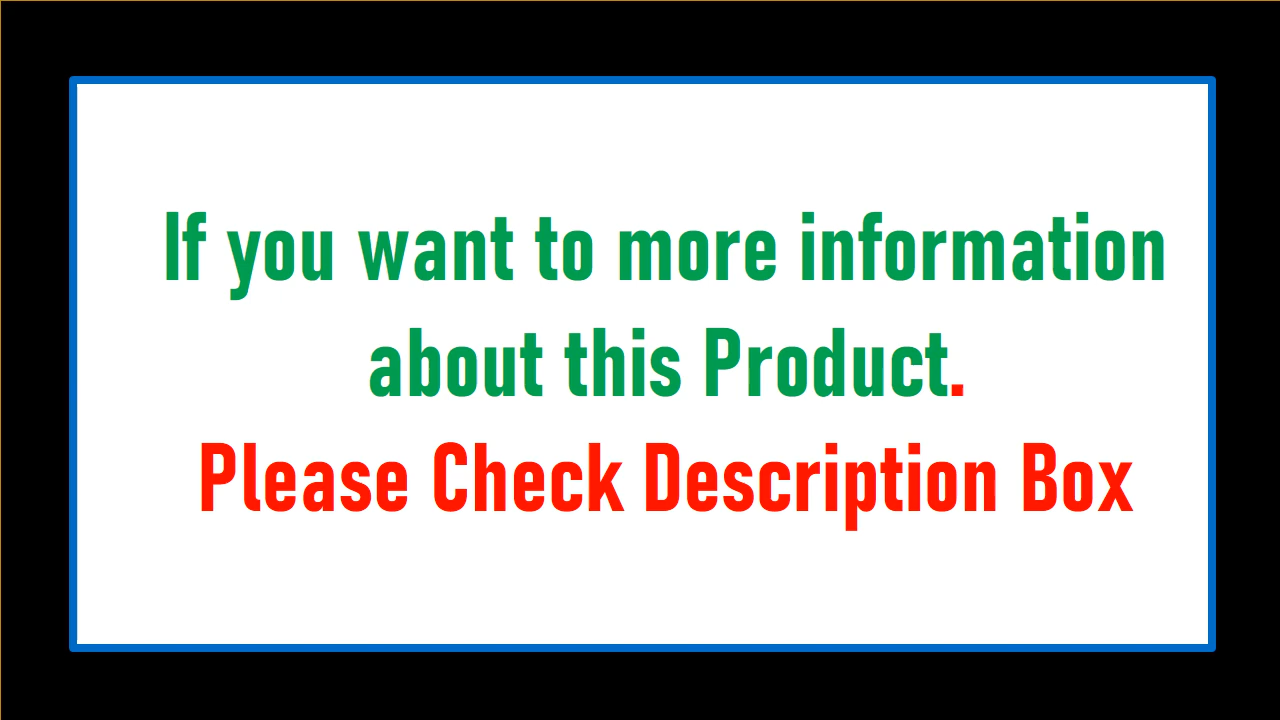 If you want to more information
about this Product.
Please Check Description Box